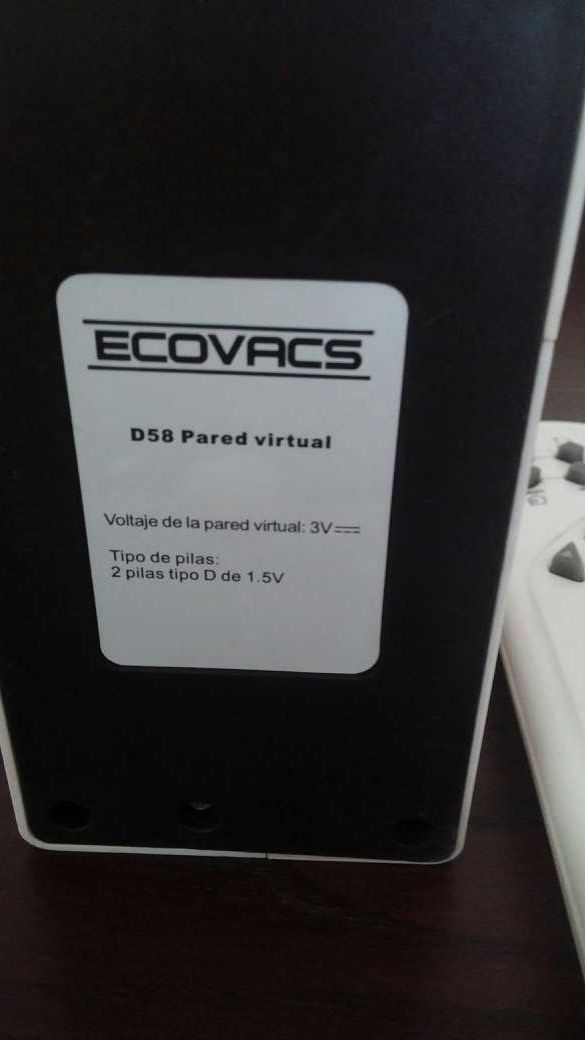 ECOVACS
D58 Pared virtual
Voltaje de la pared virtual: 3V⎓
Tipo de pilas:
2 pilas tipo D de 1.5V